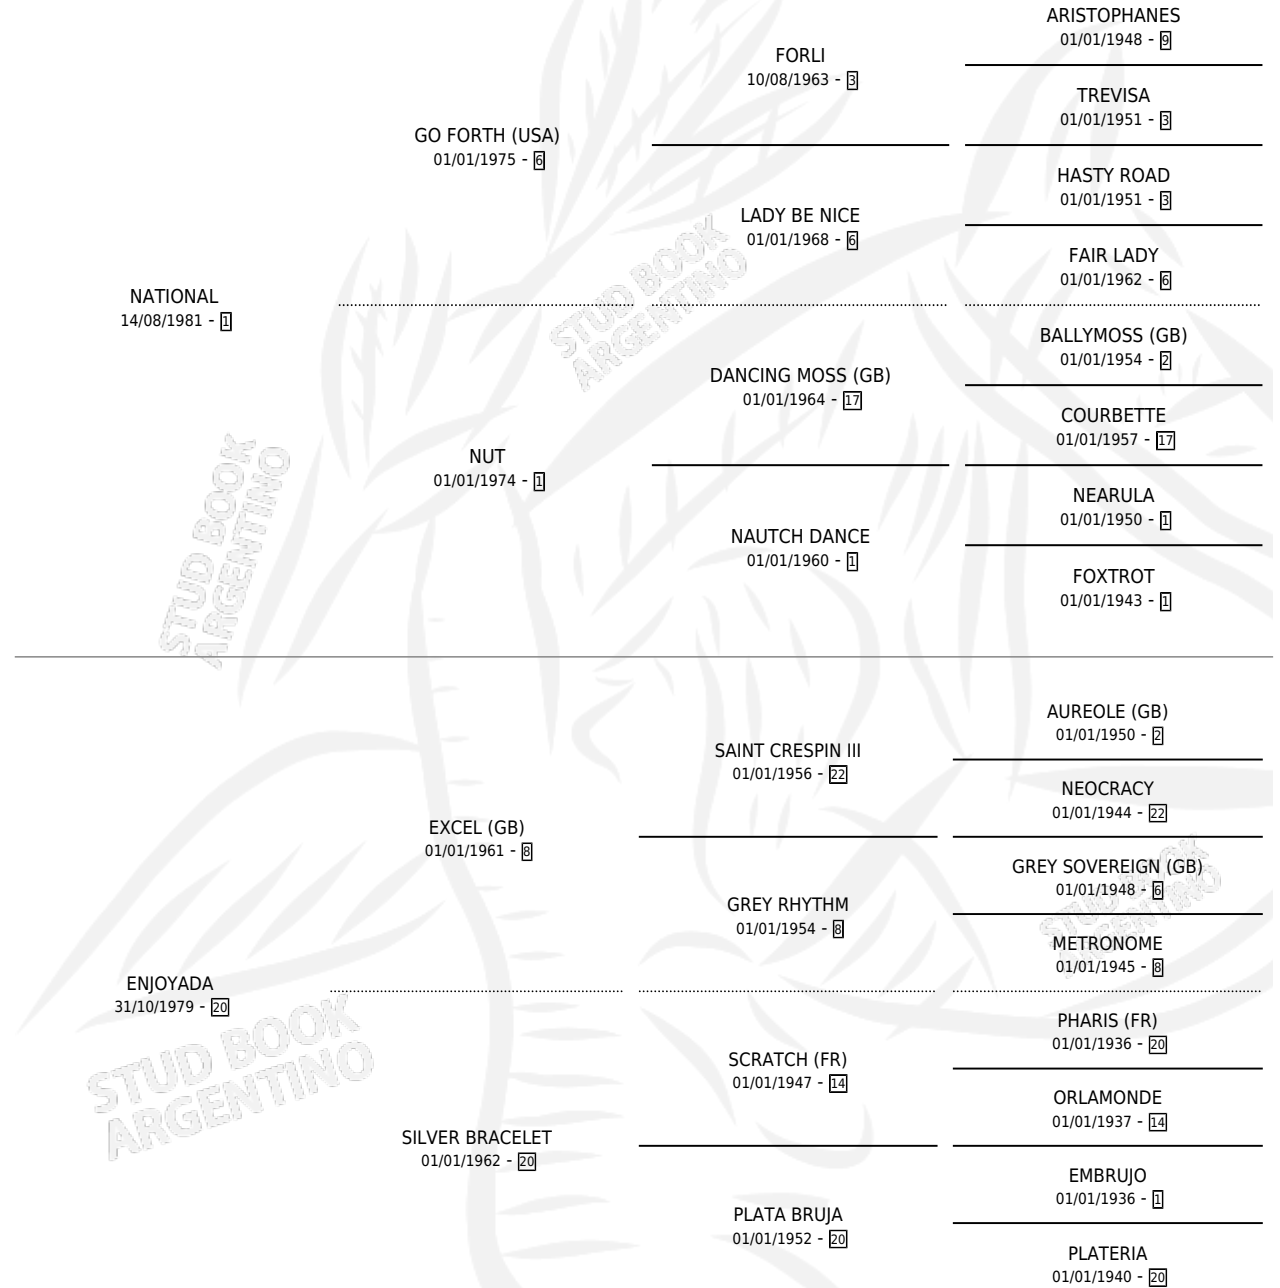 ARISTOPHANES
01/01/1948 - 9
FORLI
10/08/1963 - 3
TREVISA
01/01/1951 - 3
GO FORTH (USA)
01/01/1975 - 6
HASTY ROAD
01/01/1951 - 3
LADY BE NICE
01/01/1968 - 6
FAIR LADY
01/01/1962 - 6
NATIONAL
14/08/1981 - 1
STUD BOOK
ARGENTINO
BALLYMOSS (GB)
01/01/1954 - 2
DANCING MOSS (GB)
01/01/1964 - 17
COURBETTE
01/01/1957 - 17
NUT
01/01/1974 - 1
NEARULA
01/01/1950 - 1
NAUTCH DANCE
01/01/1960 - 1
FOXTROT
01/01/1943 - 1
STUD BOOK
ARGENTINO
AUREOLE (GB)
01/01/1950 - 2
SAINT CRESPIN III
01/01/1956 - 22
NEOCRACY
01/01/1944 - 22
EXCEL (GB)
01/01/1961 - 8
GREY SOVEREIGN (GB)
01/01/1948 - 6
GREY RHYTHM
01/01/1954 - 8
METRONOME
01/01/1945 - 8
STUD BOOK
ARGENTINO
ENJOYADA
31/10/1979 - 20
PHARIS (FR)
01/01/1936 - 20
SCRATCH (FR)
01/01/1947 - 14
ORLAMONDE
01/01/1937 - 14
STUD BOOK
ARGENTINO
SILVER BRACELET
01/01/1962 - 20
EMBRUJO
01/01/1936 - 1
PLATA BRUJA
01/01/1952 - 20
PLATERIA
01/01/1940 - 20